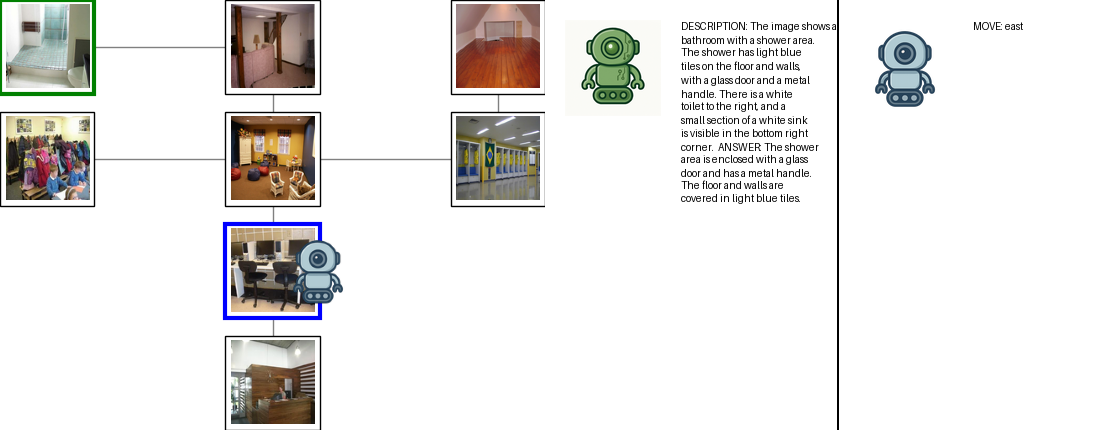 DESCRIPTION: The image shows a
bathroom with a shower area.
The shower has light blue
tiles on the floor and walls,
with a glass door and a metal
handle. There is a white
toilet to the right, and a
small section of a white sink
is visible in the bottom right
corner. ANSWER: The shower
area is enclosed with a glass
door and has a metal handle.
The floor and walls are
covered in light blue tiles.
MOVE: east